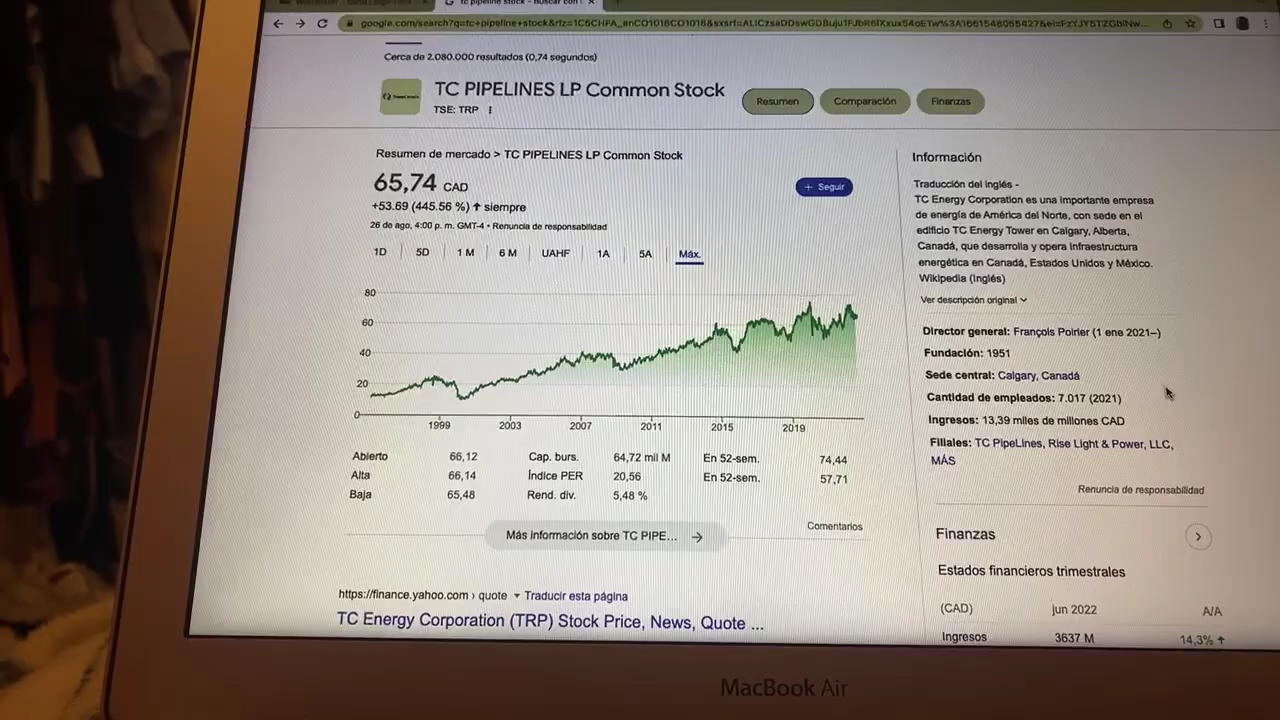 tc pipeline stock - Buscar con
google.com/search?q=tc+pipeline+stock&rlz=1C5CHFA_enCO1018CO1018&sxsrf=
Cerca de 2.080.000 resultados (0,74 segundos)
TC PIPELINES LP Common Stock
TSE: TRP
Resumen
Comparación
Finanzas
Resumen de mercado > TC PIPELINES LP Common Stock
65,74 CAD
+53.69 (445.56 %) ↑ siempre
26 de ago, 4:00 p. m. GMT-4 • Renuncia de responsabilidad
+ Seguir
1D 5D 1 M 6 M UAHF 1A 5A Máx.
80
60
40
20
0
1999 2003 2007 2011 2015 2019
Abierto 66,12 Cap. burs. 64,72 mil M En 52-sem. 74,44
Alta 66,14 Índice PER 20,56 En 52-sem. 57,71
Baja 65,48 Rend. div. 5,48 %
Más información sobre TC PIPE... →
Comentarios
https://finance.yahoo.com › quote Traducir esta página
TC Energy Corporation (TRP) Stock Price, News, Quote ...
Información
Traducción del inglés -
TC Energy Corporation es una importante empresa
de energía de América del Norte, con sede en el
edificio TC Energy Tower en Calgary, Alberta,
Canadá, que desarrolla y opera infraestructura
energética en Canadá, Estados Unidos y México.
Wikipedia (Inglés)
Ver descripción original
Director general: François Poirier (1 ene 2021–)
Fundación: 1951
Sede central: Calgary, Canadá
Cantidad de empleados: 7.017 (2021)
Ingresos: 13,39 miles de millones CAD
Filiales: TC PipeLines, Rise Light & Power, LLC,
MÁS
Renuncia de responsabilidad
Finanzas
Estados financieros trimestrales
(CAD) jun 2022 A/A
Ingresos 3637 M 14,3% ↑
MacBook Air